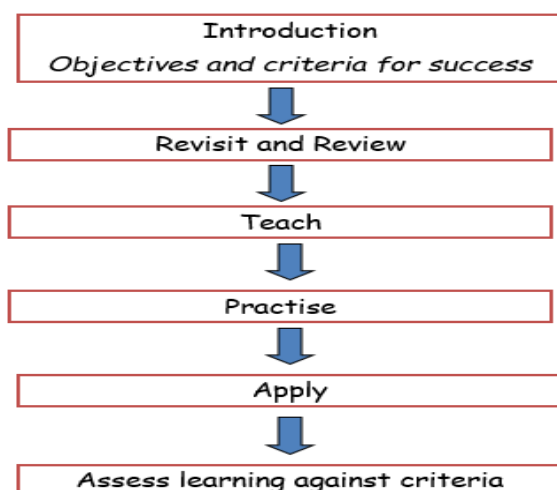 Introduction
Objectives and criteria for success
Revisit and Review
Teach
Practise
Apply
Assess learning against criteria